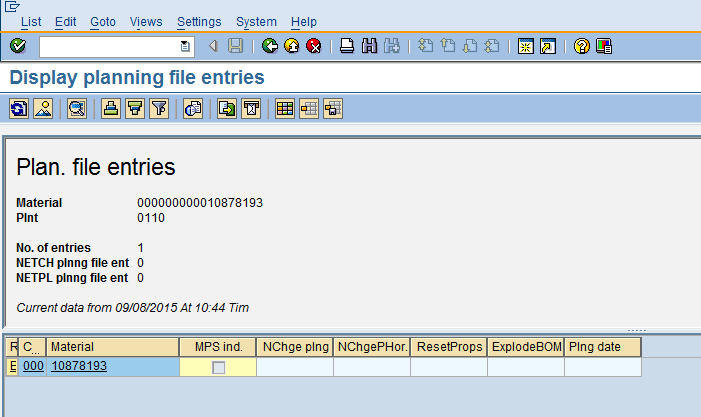 List Edit Goto Views Settings System Help
Display planning file entries
Plan. file entries
Material 000000000010878193
Plnt 0110
No. of entries 1
NETCH plnng file ent 0
NETPL plnng file ent 0
Current data from 09/08/2015 At 10:44 Tim
R C... Material MPS ind. NChge plng NChgePHor. ResetProps ExplodeBOM Plng date
E 000 10878193